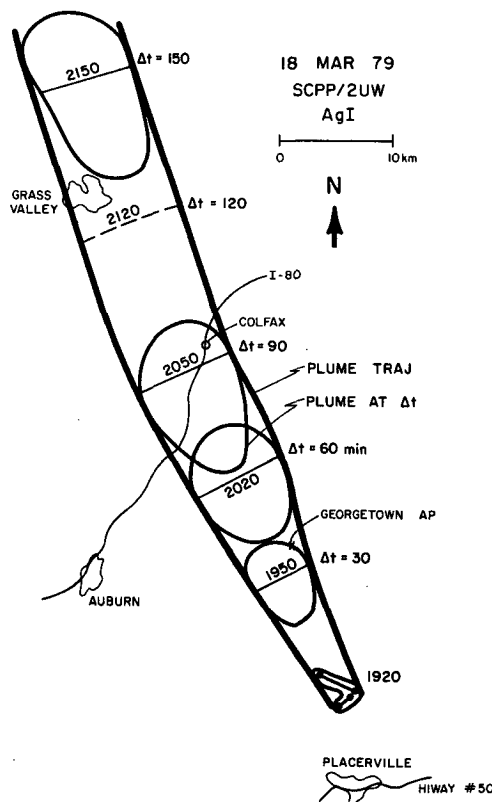 2150
Δt = 150
18 MAR 79
SCPP/2UW
AgI
0 10km
N
GRASS
VALLEY
2120
Δt = 120
I-80
COLFAX
2050
Δt = 90
PLUME TRAJ
PLUME AT Δt
2020
Δt = 60 min
GEORGETOWN AP
1950
Δt = 30
AUBURN
1920
PLACERVILLE
HIWAY #50